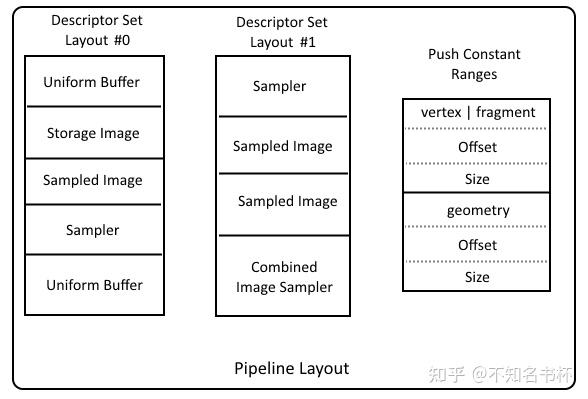 Descriptor Set
Layout #0
Uniform Buffer
Storage Image
Sampled Image
Sampler
Uniform Buffer
Descriptor Set
Layout #1
Sampler
Sampled Image
Sampled Image
Combined
Image Sampler
Push Constant
Ranges
vertex | fragment
Offset
Size
geometry
Offset
Size
Pipeline Layout
知乎 @不知名书杯